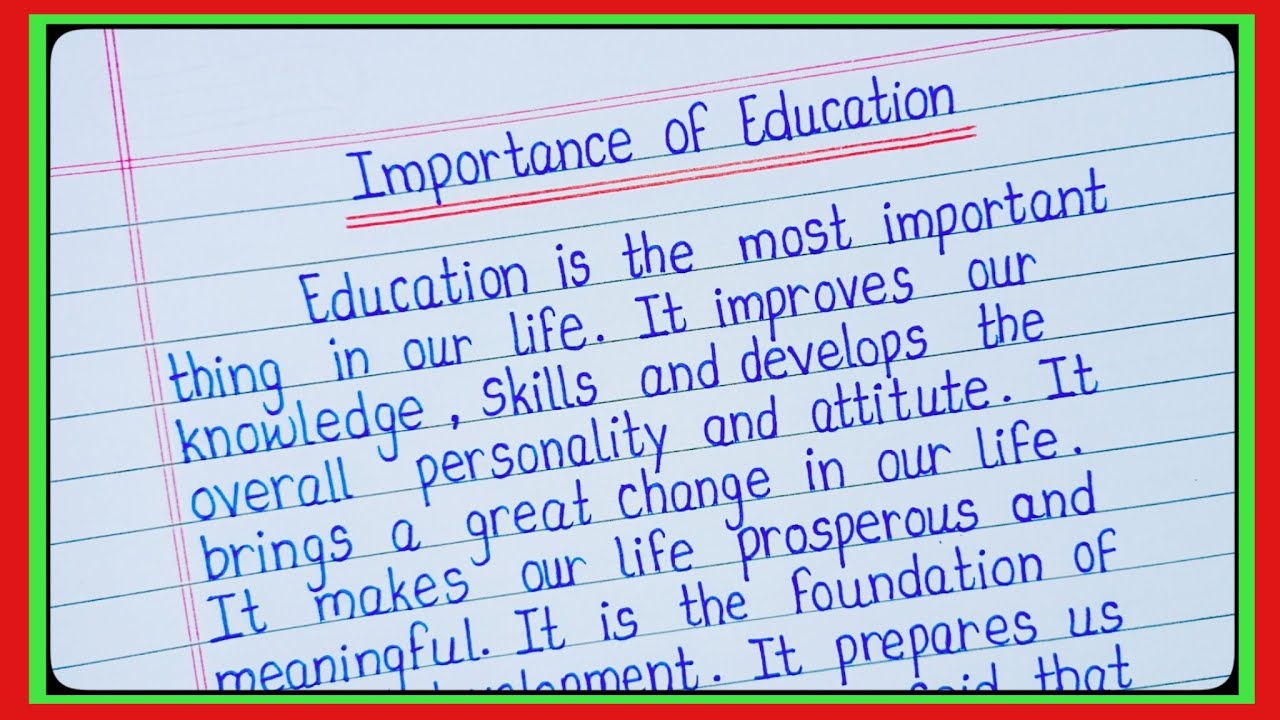 Importance of Education
Education is the most important
thing in our life. It improves our
knowledge, skills and develops the
overall personality and attitute. It
brings a great change in our life.
It makes our life prosperous and
meaningful. It is the foundation of
development. It prepares us
said that